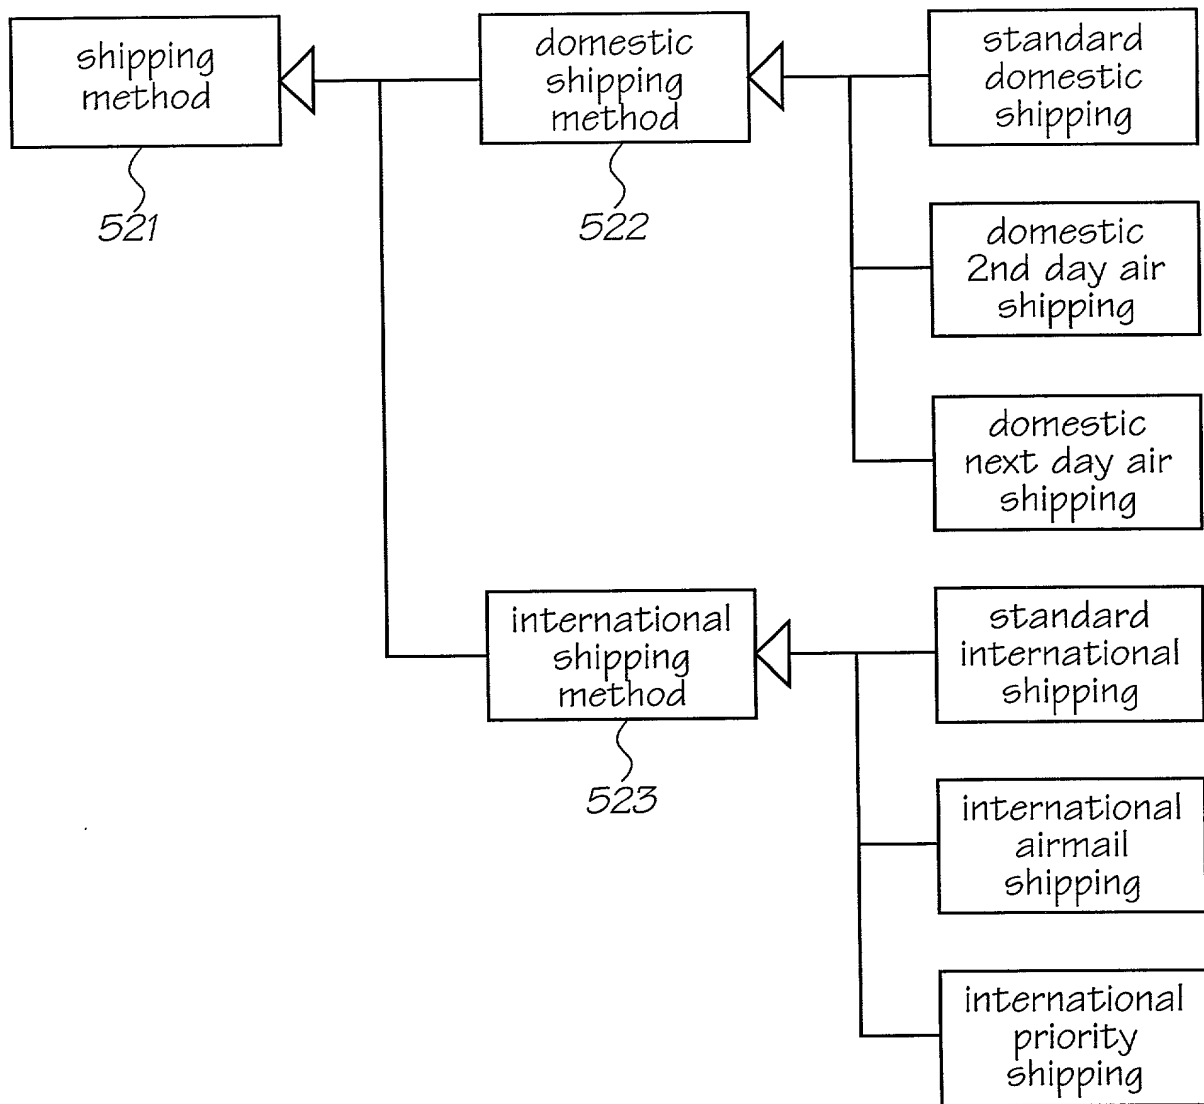 shipping
method
521
domestic
shipping
method
522
standard
domestic
shipping
domestic
2nd day air
shipping
domestic
next day air
shipping
international
shipping
method
523
standard
international
shipping
international
airmail
shipping
international
priority
shipping